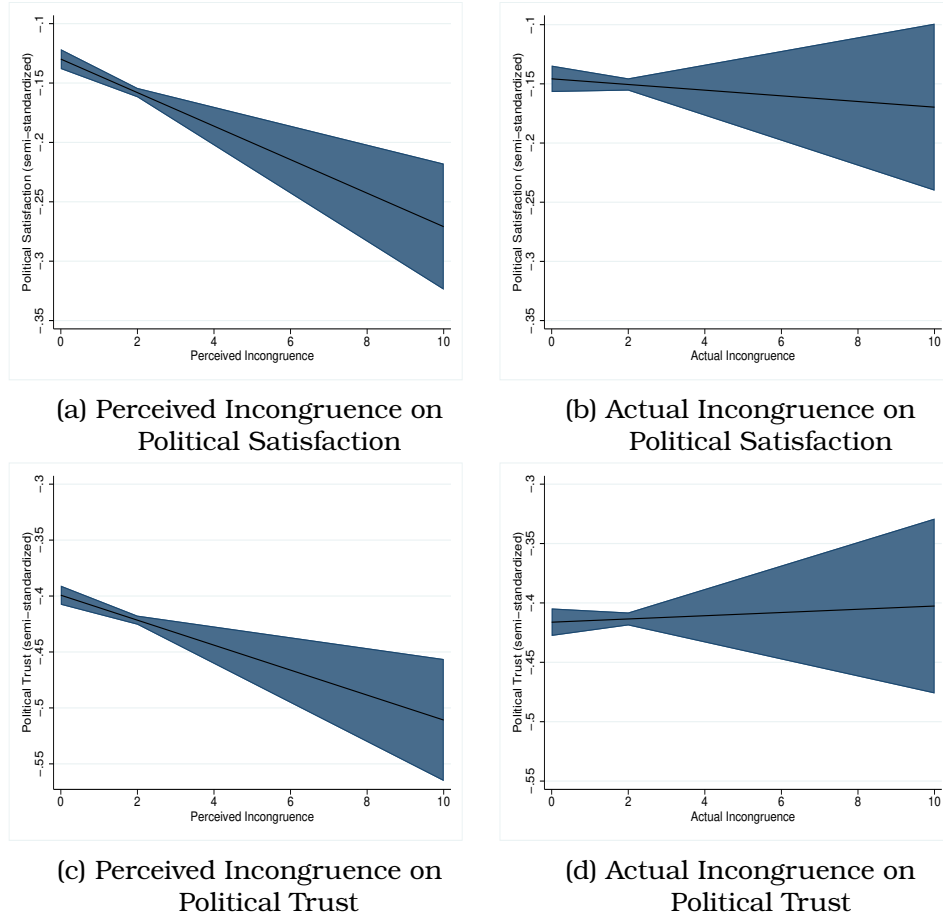 Political Satisfaction (semi-standardized)
-.1
-.15
-.2
-.25
-.3
-.35
0 2 4 6 8 10
Perceived Incongruence
(a) Perceived Incongruence on
Political Satisfaction
Political Satisfaction (semi-standardized)
-.1
-.15
-.2
-.25
-.3
-.35
0 2 4 6 8 10
Actual Incongruence
(b) Actual Incongruence on
Political Satisfaction
Political Trust (semi-standardized)
-.3
-.35
-.4
-.45
-.5
-.55
0 2 4 6 8 10
Perceived Incongruence
(c) Perceived Incongruence on
Political Trust
Political Trust (semi-standardized)
-.3
-.35
-.4
-.45
-.5
-.55
0 2 4 6 8 10
Actual Incongruence
(d) Actual Incongruence on
Political Trust